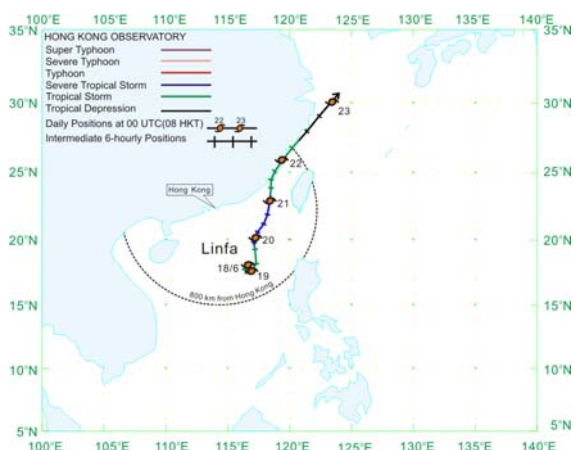 100°E 105°E 110°E 115°E 120°E 125°E 130°E 135°E 140°E
35°N 35°N
HONG KONG OBSERVATORY
Super Typhoon
Severe Typhoon
Typhoon
Severe Tropical Storm
Tropical Storm
Tropical Depression
Daily Positions at 00 UTC(08 HKT) 22 23
Intermediate 6-hourly Positions
30°N 30°N
23
25°N 25°N
22
Hong Kong
21
20°N 20°N
20
Linfa
18/6
19
800 km from Hong Kong
15°N 15°N
10°N 10°N
5°N 5°N
100°E 105°E 110°E 115°E 120°E 125°E 130°E 135°E 140°E